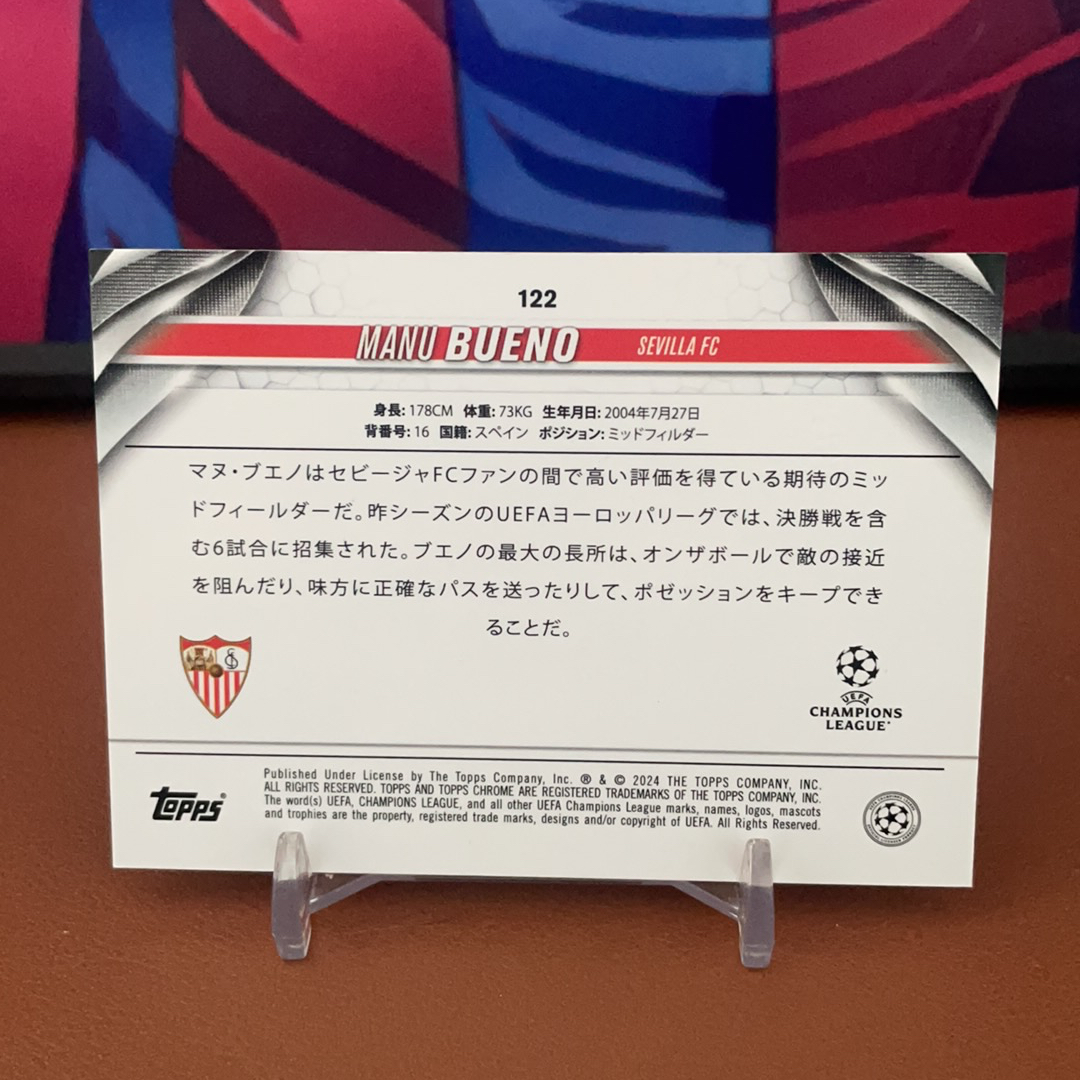 122
MANU BUENO SEVILLA FC
身長: 178CM 体重: 73KG 生年月日: 2004年7月27日
背番号: 16 国籍: スペイン ポジション: ミッドフィルダー
マヌ・ブエノはセビージャFCファンの間で高い評価を得ている期待のミッ
ドフィールダーだ。昨シーズンのUEFAヨーロッパリーグでは、決勝戦を含
む6試合に招集された。ブエノの最大の長所は、オンザボールで敵の接近
を阻んだり、味方に正確なパスを送ったりして、ポゼッションをキープでき
ることだ。
UEFA
CHAMPIONS
LEAGUE
topps®
Published Under License by The Topps Company, Inc. ® & © 2024 THE TOPPS COMPANY, INC.
ALL RIGHTS RESERVED. TOPPS AND TOPPS CHROME ARE REGISTERED TRADEMARKS OF THE TOPPS COMPANY, INC.
The word(s) UEFA, CHAMPIONS LEAGUE, and all other UEFA Champions League marks, names, logos, mascots
and trophies are the property, registered trade marks, designs and/or copyright of UEFA. All Rights Reserved.